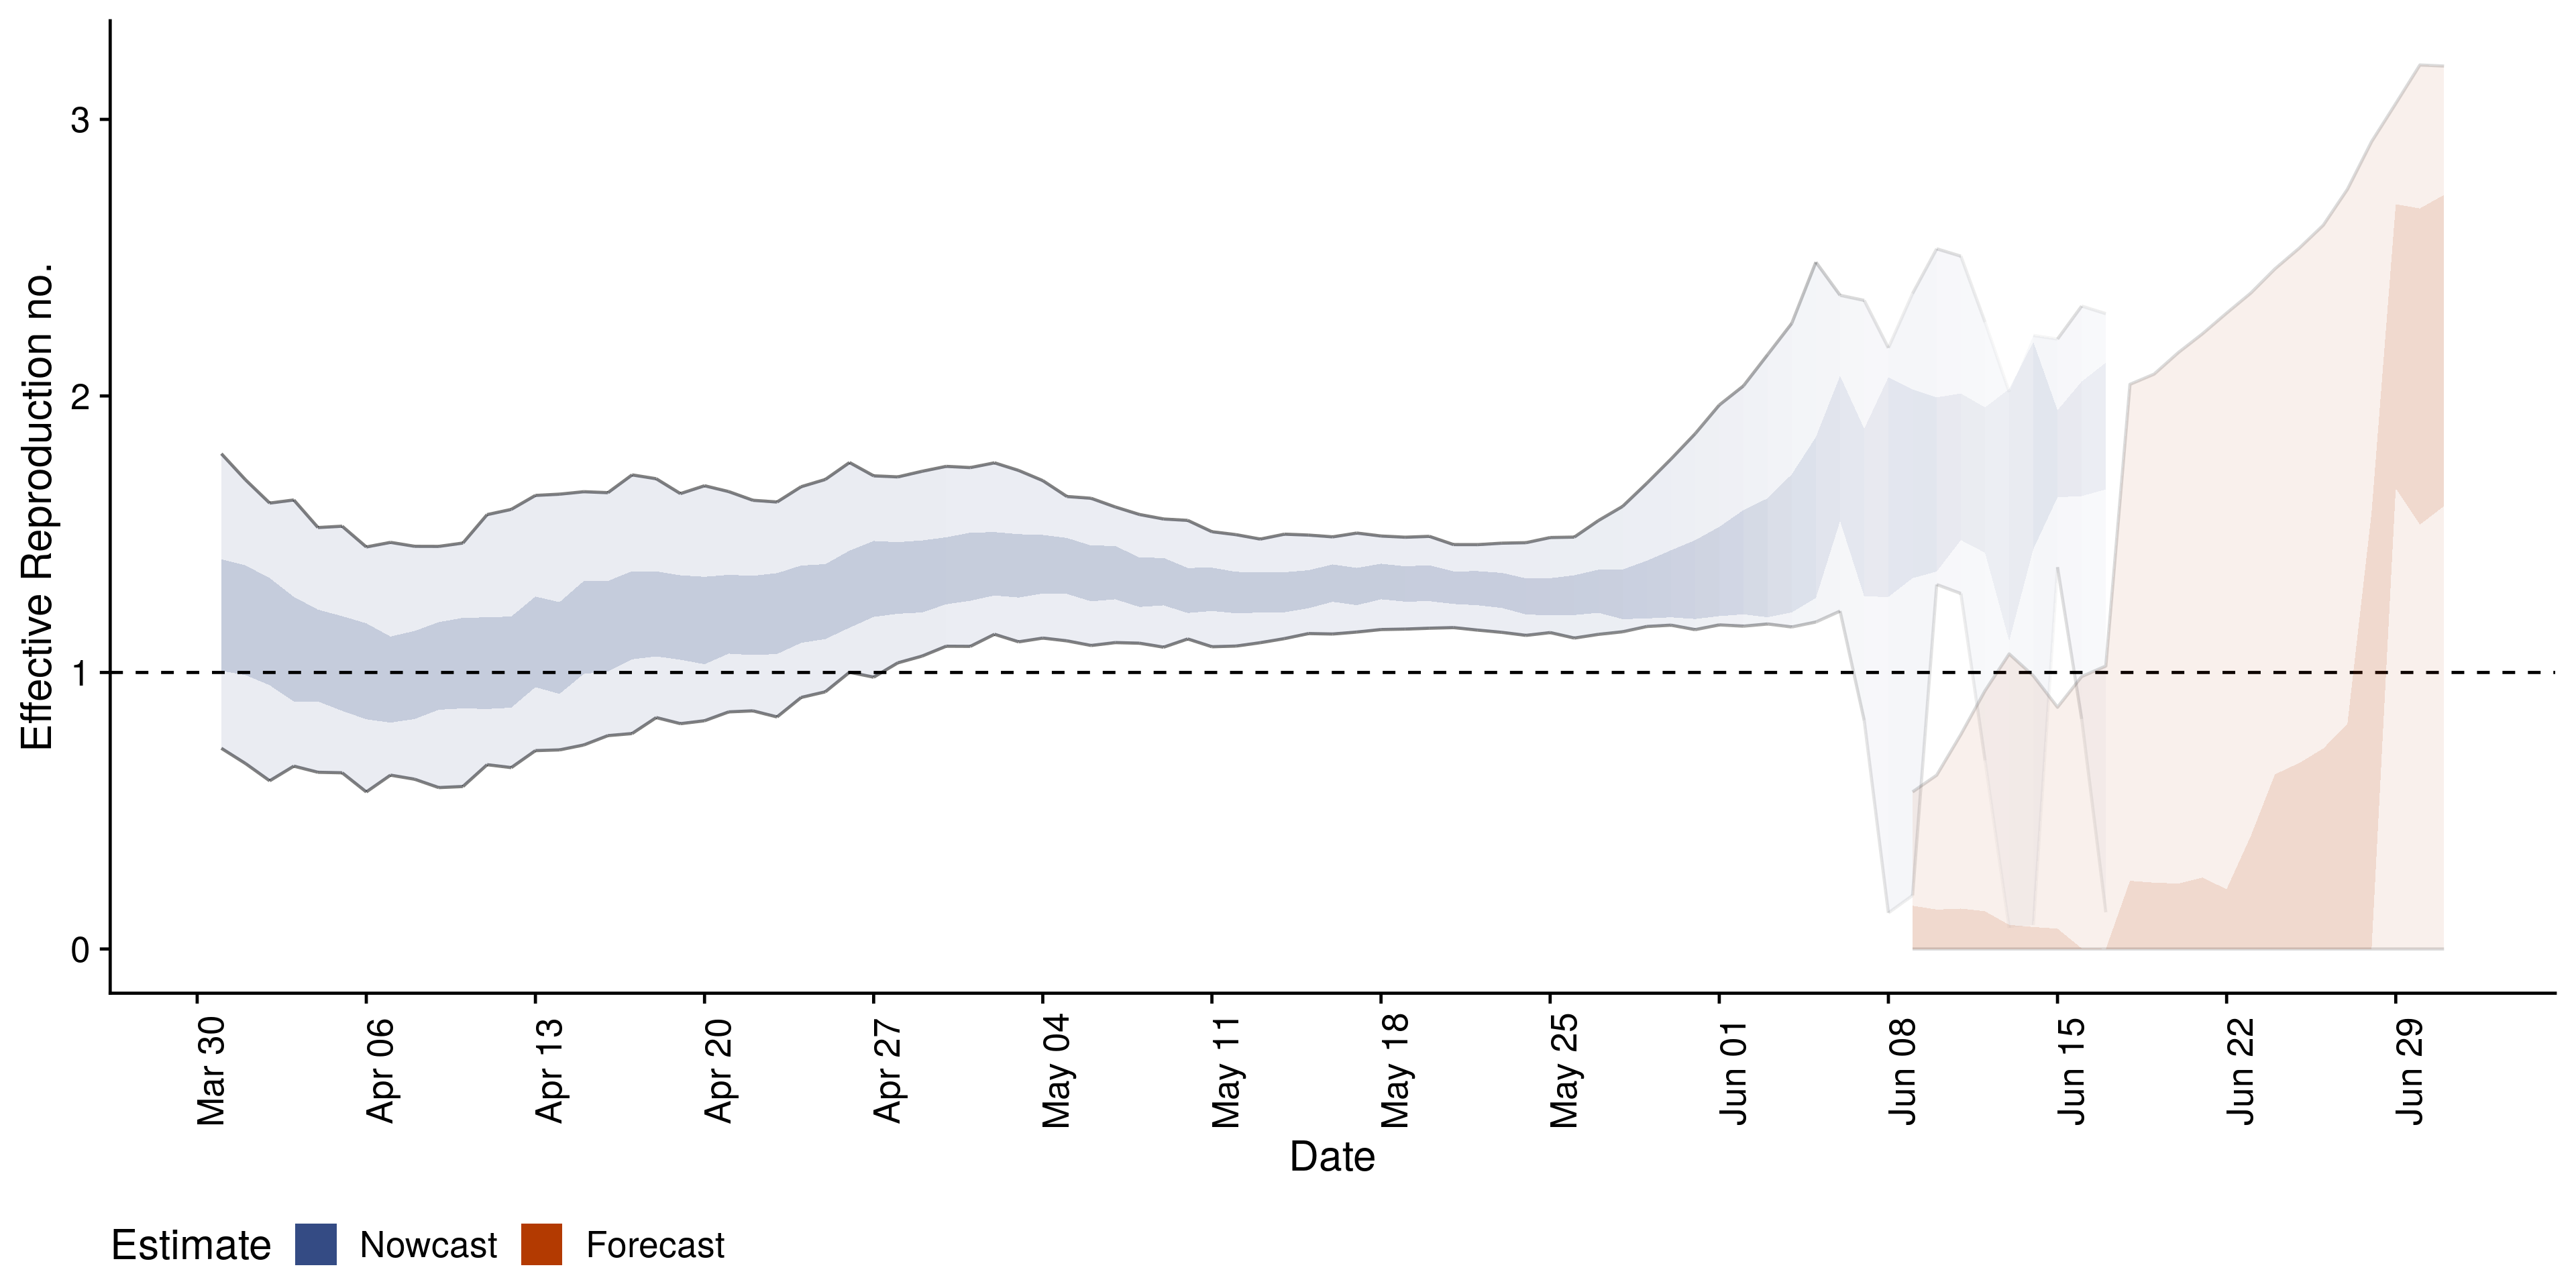 Effective Reproduction no.
3
2
1
0
Mar 30
Apr 06
Apr 13
Apr 20
Apr 27
May 04
May 11
May 18
May 25
Jun 01
Jun 08
Jun 15
Jun 22
Jun 29
Date
Estimate Nowcast Forecast